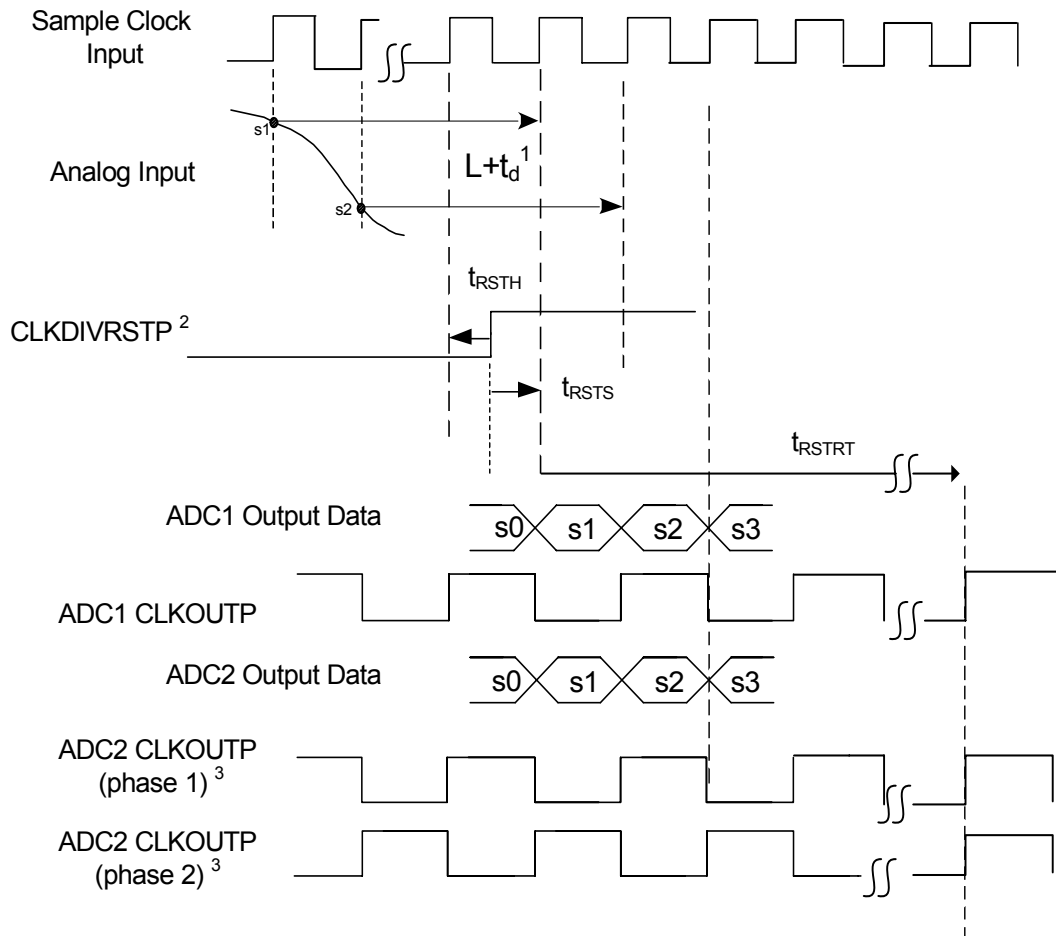 Sample Clock
Input
s1
Analog Input
L+td1
s2
tRSTH
CLKDIVRSTP 2
tRSTS
tRSTRT
ADC1 Output Data
s0 s1 s2 s3
ADC1 CLKOUTP
ADC2 Output Data
s0 s1 s2 s3
ADC2 CLKOUTP
(phase 1) 3
ADC2 CLKOUTP
(phase 2) 3